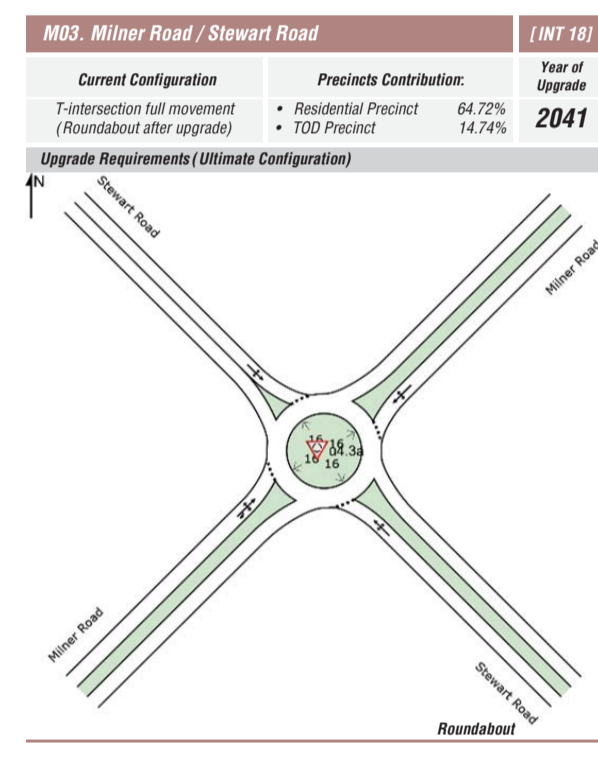 M03. Milner Road / Stewart Road
[ INT 18]
Current Configuration
Precincts Contribution:
Year of
Upgrade
T-intersection full movement
(Roundabout after upgrade)
• Residential Precinct 64.72%
• TOD Precinct 14.74%
2041
Upgrade Requirements (Ultimate Configuration)
N
Stewart Road
Milner Road
16
16
16
16
04.3a
Milner Road
Stewart Road
Roundabout